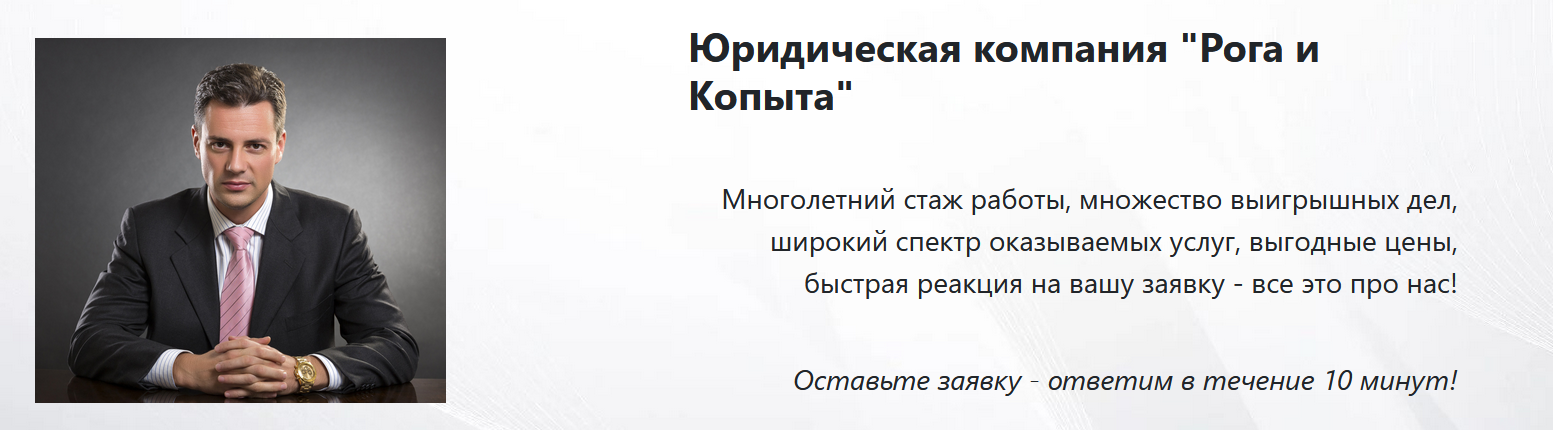 Юридическая компания "Рога и
Копыта"
Многолетний стаж работы, множество выигрышных дел,
широкий спектр оказываемых услуг, выгодные цены,
быстрая реакция на вашу заявку - все это про нас!
Оставьте заявку - ответим в течение 10 минут!